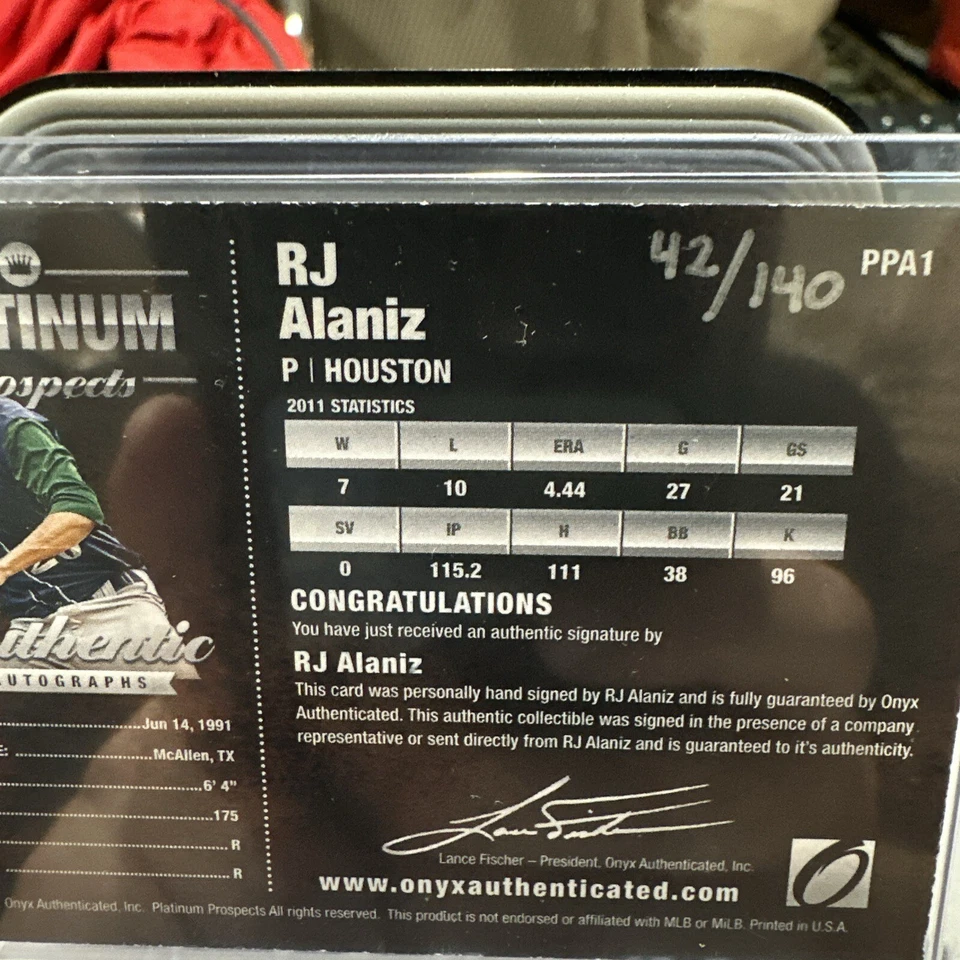 TINUM
ospects
uthentic
UTOGRAPHS
Jun 14, 1991
E: McAllen, TX
6' 4"
175
R
R
RJ
Alaniz
42/140
PPA1
P | HOUSTON
2011 STATISTICS
W L ERA G GS
7 10 4.44 27 21
SV IP H BB K
0 115.2 111 38 96
CONGRATULATIONS
You have just received an authentic signature by
RJ Alaniz
This card was personally hand signed by RJ Alaniz and is fully guaranteed by Onyx
Authenticated. This authentic collectible was signed in the presence of a company
representative or sent directly from RJ Alaniz and is guaranteed to it's authenticity.
Lance Fischer – President, Onyx Authenticated, Inc.
www.onyxauthenticated.com
Onyx Authenticated, Inc. Platinum Prospects All rights reserved. This product is not endorsed or affiliated with MLB or MiLB. Printed in U.S.A.